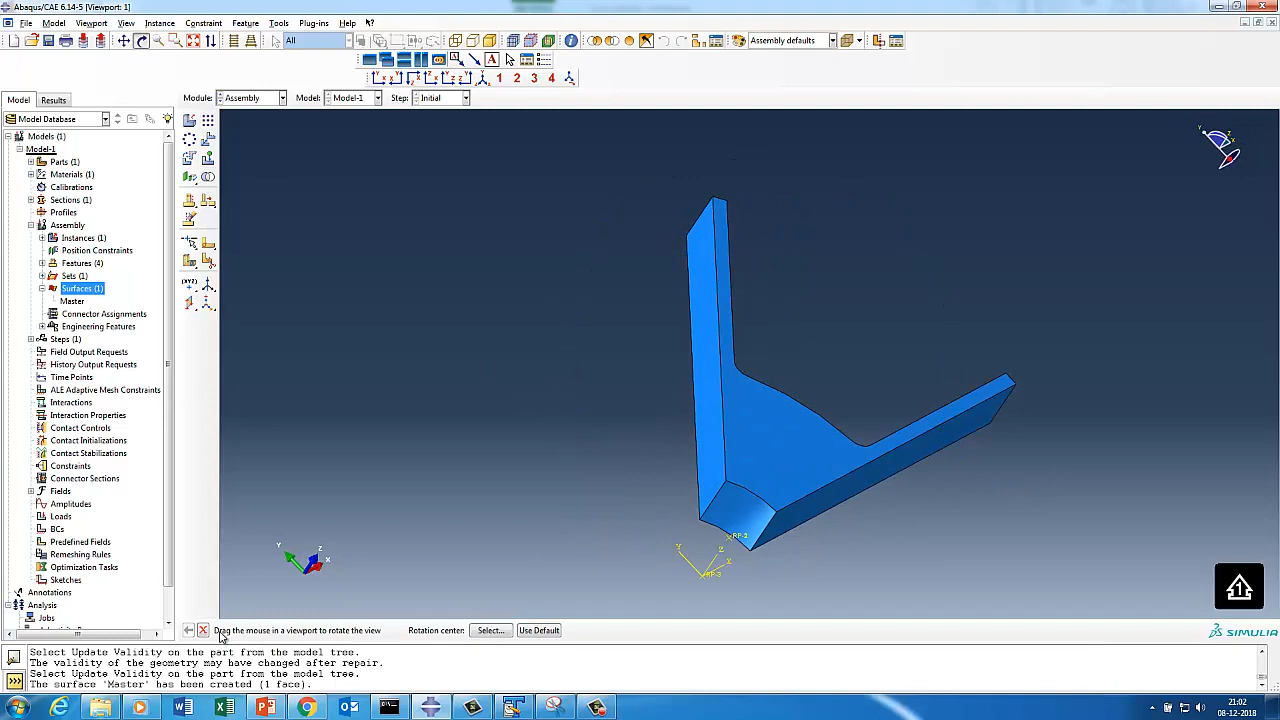 Abaqus/CAE 6.14-5 [Viewport: 1]
File Model Viewport View Instance Constraint Feature Tools Plug-ins Help
All
Assembly defaults
1 2 3 4
Model Results Module: Assembly Model: Model-1 Step: Initial
Model Database
Models (1)
Model-1
Parts (1)
Materials (1)
Calibrations
Sections (1)
Profiles
Assembly
Instances (1)
Position Constraints
Features (4)
Sets (1)
Surfaces (1)
Master
Connector Assignments
Engineering Features
Steps (1)
Field Output Requests
History Output Requests
Time Points
ALE Adaptive Mesh Constraints
Interactions
Interaction Properties
Contact Controls
Contact Initializations
Contact Stabilizations
Constraints
Connector Sections
Fields
Amplitudes
Loads
BCs
Predefined Fields
Remeshing Rules
Optimization Tasks
Sketches
Annotations
Analysis
Jobs
Y Z X
RP-2
Y Z X
RP-3
Y Z X
Drag the mouse in a viewport to rotate the view Rotation center: Select... Use Default
SIMULIA
Select Update Validity on the part from the model tree.
The validity of the geometry may have changed after repair.
Select Update Validity on the part from the model tree.
The surface 'Master' has been created (1 face).
21:02
08-12-2018